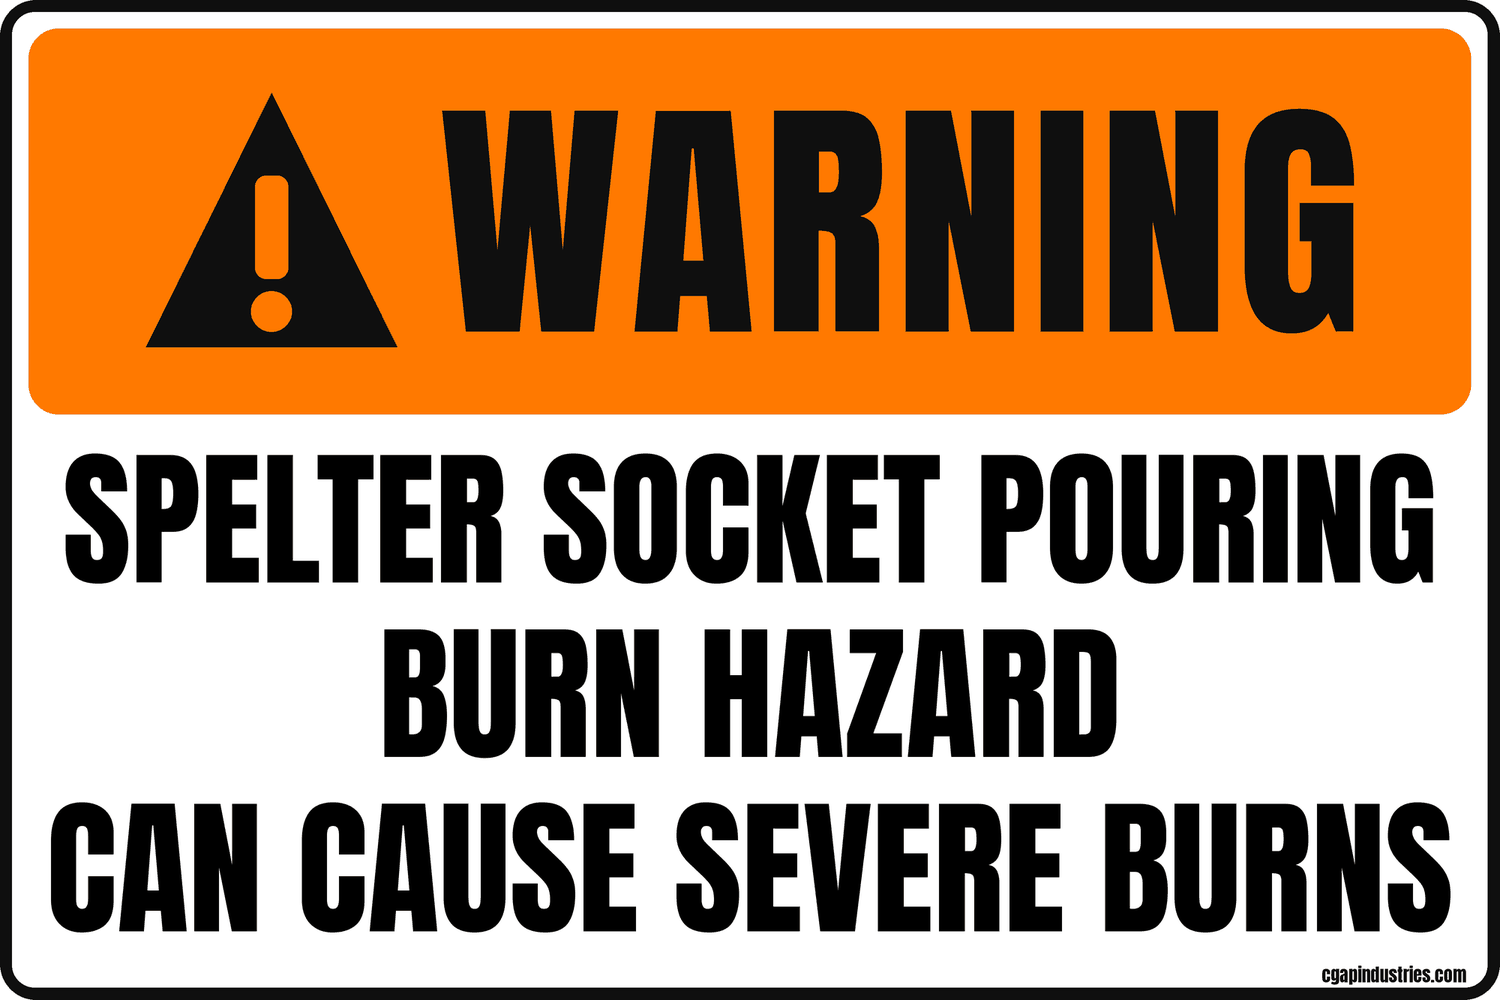 WARNING
SPELTER SOCKET POURING
BURN HAZARD
CAN CAUSE SEVERE BURNS
cgapindustries.com